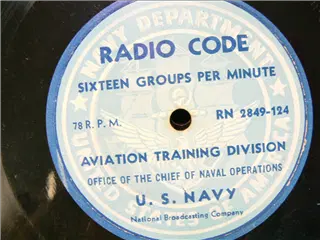 NAVY DEPARTMENT
RADIO CODE
SIXTEEN GROUPS PER MINUTE
78 R. P. M.
RN 2849-124
AVIATION TRAINING DIVISION
OFFICE OF THE CHIEF OF NAVAL OPERATIONS
U. S. NAVY
National Broadcasting Company